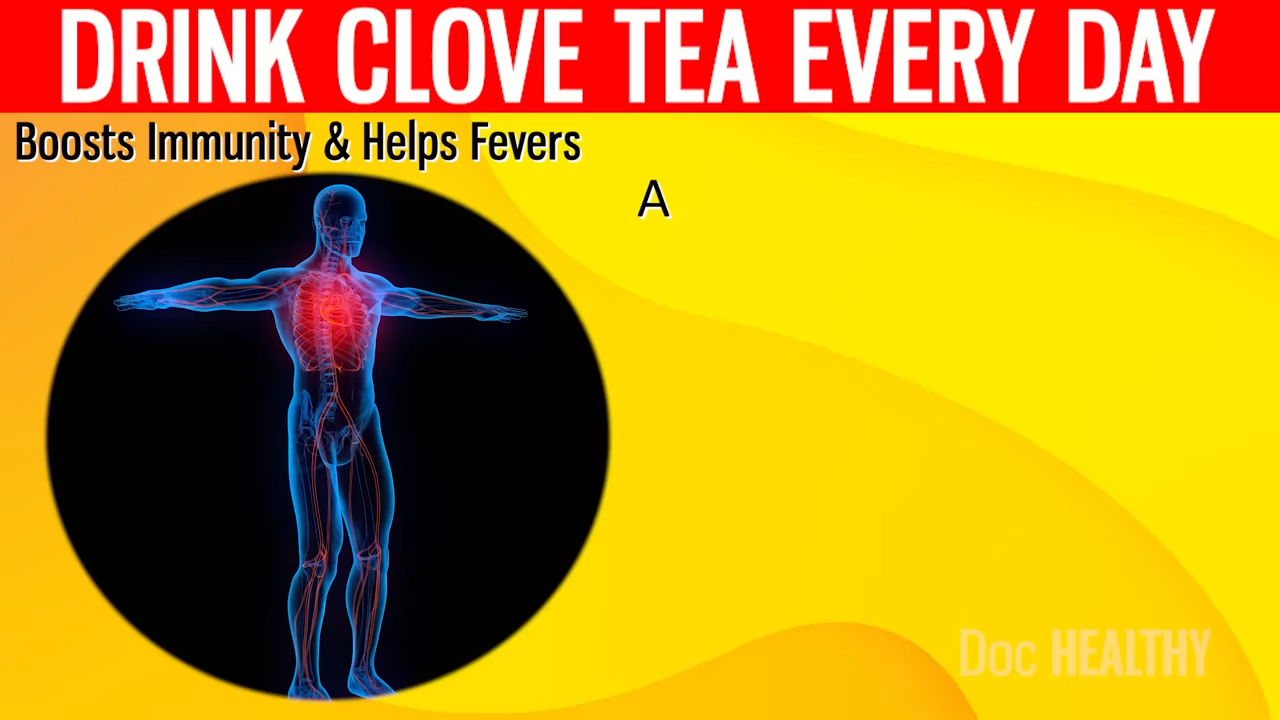 DRINK CLOVE TEA EVERY DAY
Boosts Immunity & Helps Fevers
A
Doc HEALTHY